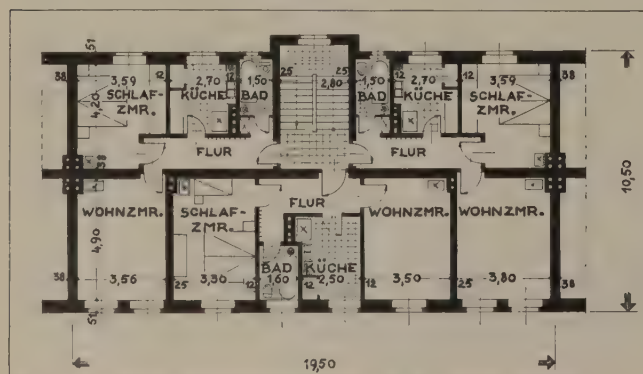 51
38 3,59 12 2,70 12 1,50 25 2,80 25 1,50 12 2,70 12 3,59 38
SCHLAF-
ZMR.
KÜCHE
BAD
BAD
KÜCHE
SCHLAF-
ZMR.
4,20
FLUR
FLUR
38
10,50
WOHNZMR.
SCHLAF-
ZMR.
FLUR
WOHNZMR.
WOHNZMR.
4,90
BAD
KÜCHE
38 3,56 25 3,30 12 1,60 12 2,50 12 3,50 25 3,80 38
51
19,50